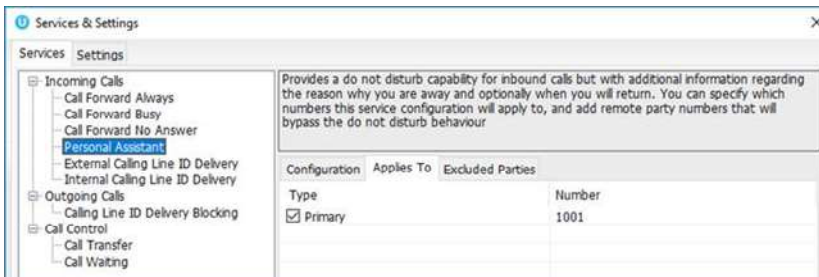 Services & Settings
Services Settings
Incoming Calls
Call Forward Always
Call Forward Busy
Call Forward No Answer
Personal Assistant
External Calling Line ID Delivery
Internal Calling Line ID Delivery
Outgoing Calls
Calling Line ID Delivery Blocking
Call Control
Call Transfer
Call Waiting
Provides a do not disturb capability for inbound calls but with additional information regarding
the reason why you are away and optionally when you will return. You can specify which
numbers this service configuration will apply to, and add remote party numbers that will
bypass the do not disturb behaviour
Configuration Applies To Excluded Parties
Type Number
Primary 1001